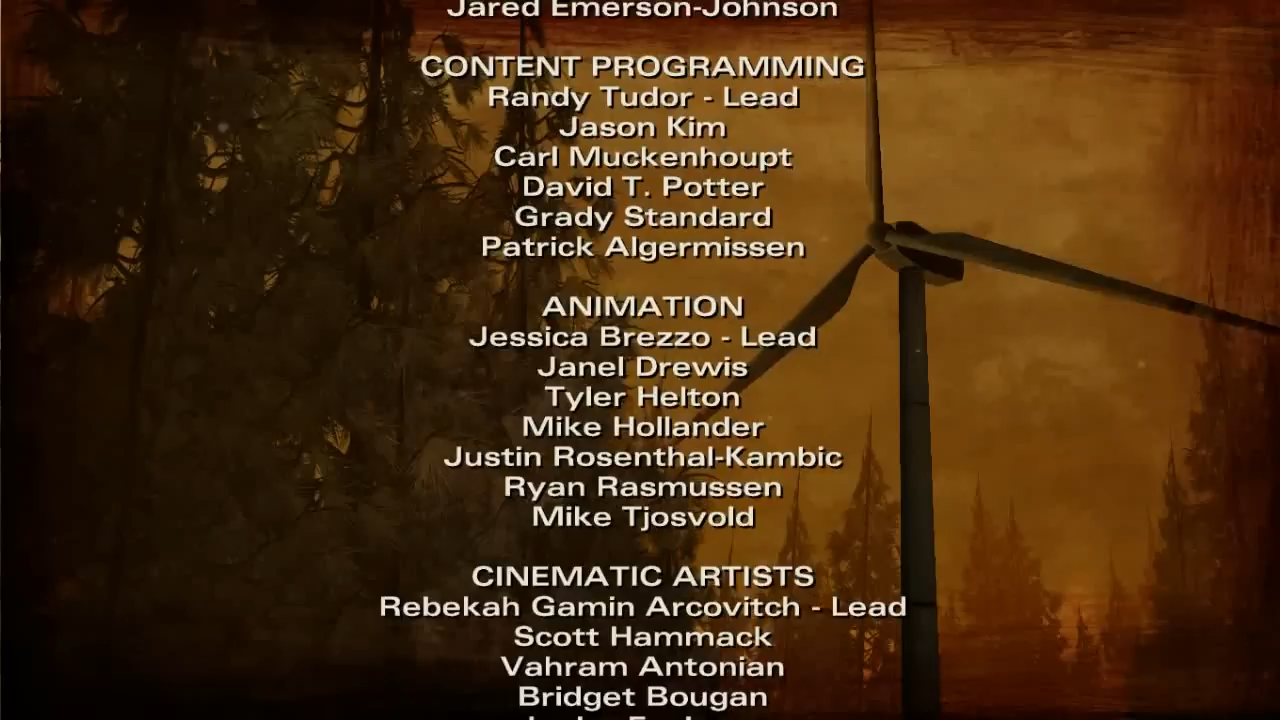 Jared Emerson-Johnson
CONTENT PROGRAMMING
Randy Tudor - Lead
Jason Kim
Carl Muckenhoupt
David T. Potter
Grady Standard
Patrick Algermissen
ANIMATION
Jessica Brezzo - Lead
Janel Drewis
Tyler Helton
Mike Hollander
Justin Rosenthal-Kambic
Ryan Rasmussen
Mike Tjosvold
CINEMATIC ARTISTS
Rebekah Gamin Arcovitch - Lead
Scott Hammack
Vahram Antonian
Bridget Bougan